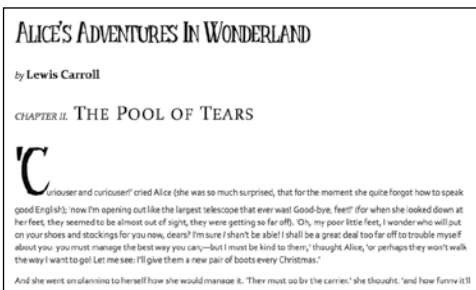 ALICE'S ADVENTURES IN WONDERLAND
by Lewis Carroll
CHAPTER II. THE POOL OF TEARS
'Curiouser and curiouser!' cried Alice (she was so much surprised, that for the moment she quite forgot how to speak
good English); 'now I'm opening out like the largest telescope that ever was! Good-bye, feet!' (for when she looked down at
her feet, they seemed to be almost out of sight, they were getting so far off). 'Oh, my poor little feet, I wonder who will put
on your shoes and stockings for you now, dears? I'm sure I shan't be able! I shall be a great deal too far off to trouble myself
about you: you must manage the best way you can;—but I must be kind to them,' thought Alice, 'or perhaps they won't walk
the way I want to go! Let me see: I'll give them a new pair of boots every Christmas.'
And she went on planning to herself how she would manage it. 'They must go by the carrier,' she thought; 'and how funny it'll